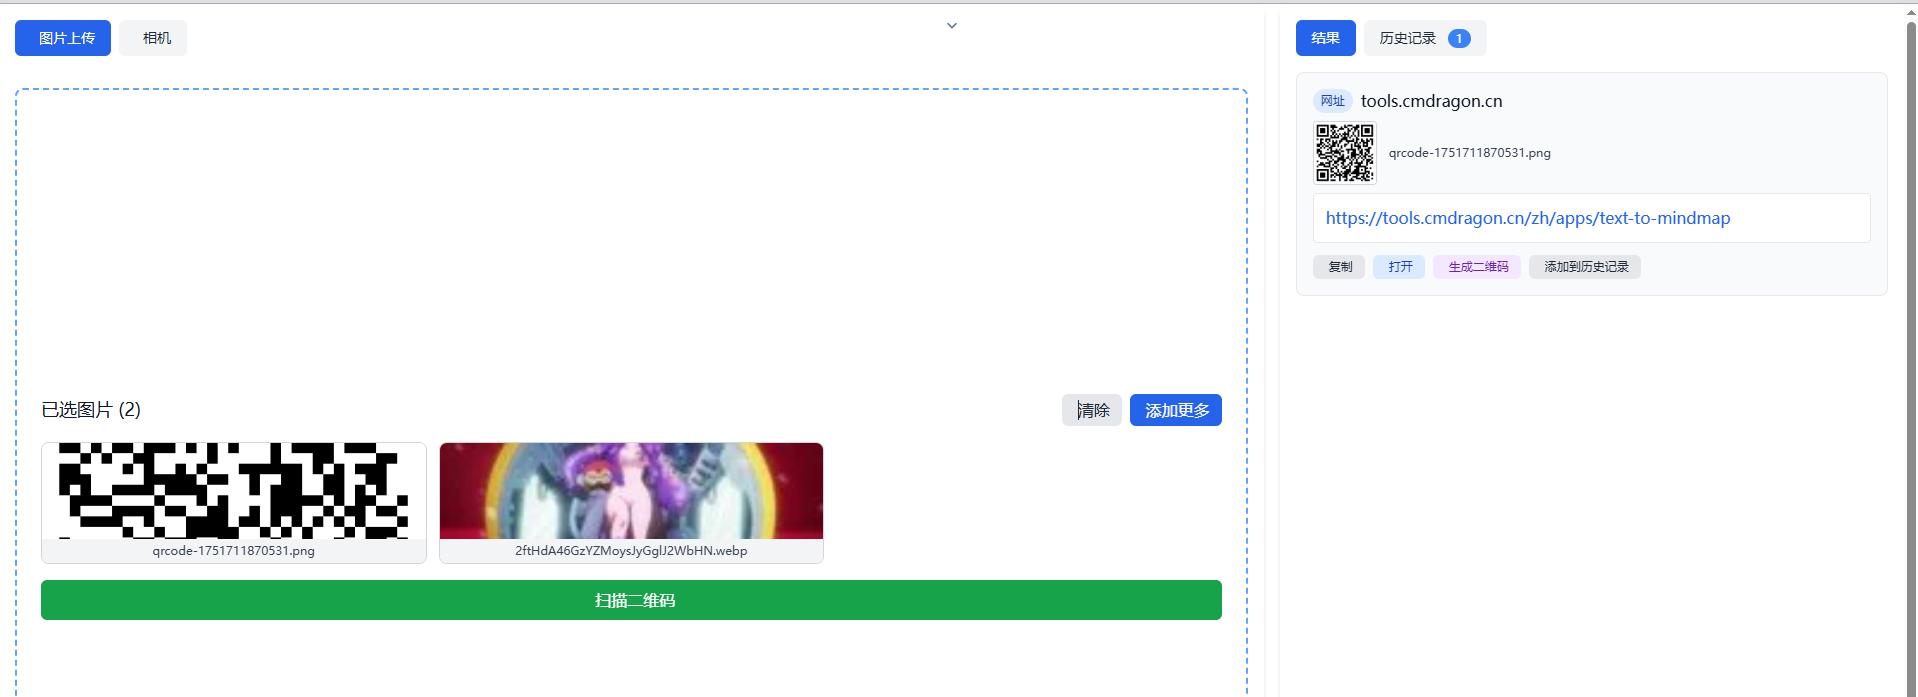 图片上传
相机
已选图片 (2)
清除
添加更多
qrcode-1751711870531.png
2ftHdA46GzYZMoysJyGglJ2WbHN.webp
扫描二维码
结果
历史记录 1
网址 tools.cmdragon.cn
qrcode-1751711870531.png
https://tools.cmdragon.cn/zh/apps/text-to-mindmap
复制
打开
生成二维码
添加到历史记录